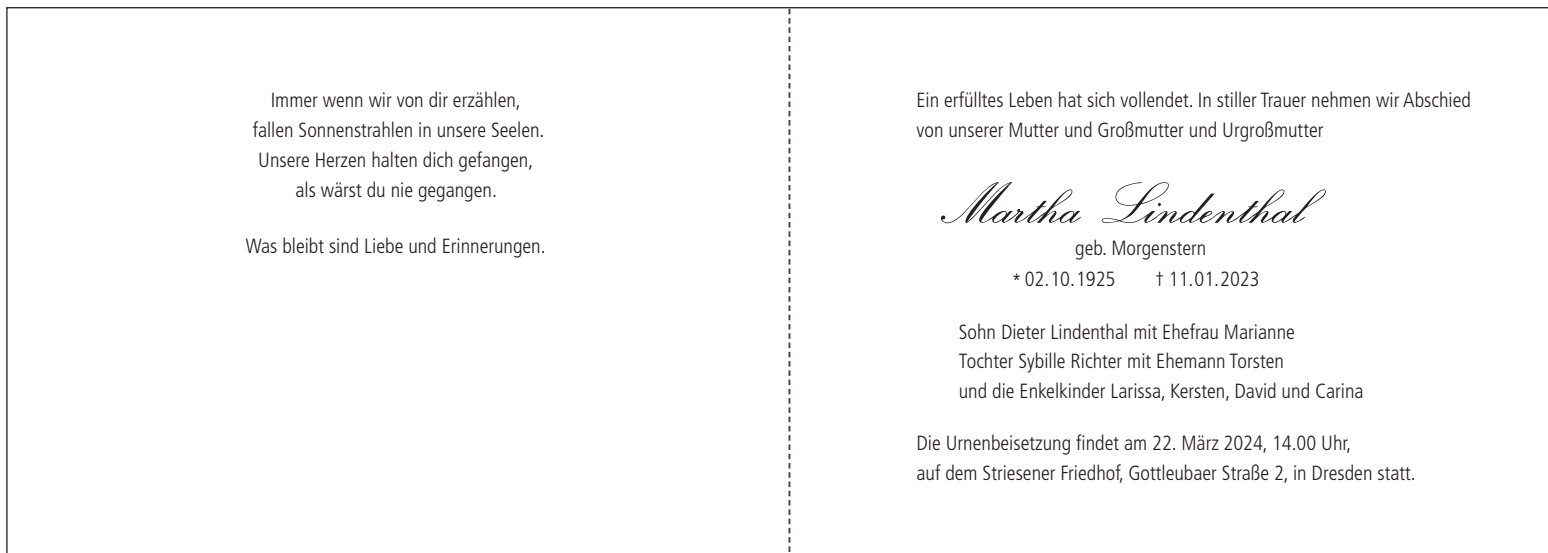 Immer wenn wir von dir erzählen,
fallen Sonnenstrahlen in unsere Seelen.
Unsere Herzen halten dich gefangen,
als wärst du nie gegangen.
Was bleibt sind Liebe und Erinnerungen.
Ein erfülltes Leben hat sich vollendet. In stiller Trauer nehmen wir Abschied
von unserer Mutter und Großmutter und Urgroßmutter
Martha Lindenthal
geb. Morgenstern
* 02.10.1925 † 11.01.2023
Sohn Dieter Lindenthal mit Ehefrau Marianne
Tochter Sybille Richter mit Ehemann Torsten
und die Enkelkinder Larissa, Kersten, David und Carina
Die Urnenbeisetzung findet am 22. März 2024, 14.00 Uhr,
auf dem Striesener Friedhof, Gottleubaer Straße 2, in Dresden statt.